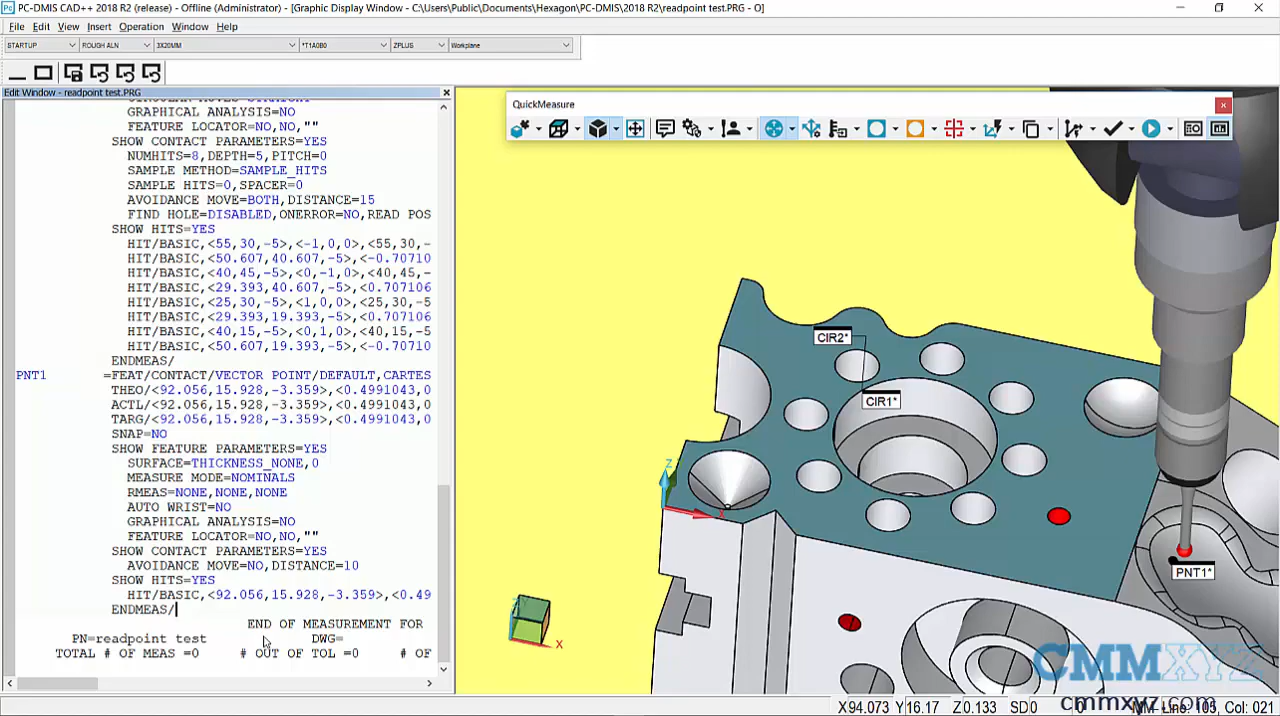 PC-DMIS CAD++ 2018 R2 (release) - Offline (Administrator) - [Graphic Display Window - C:\Users\Public\Documents\Hexagon\PC-DMIS\2018 R2\readpoint test.PRG - O]
File Edit View Insert Operation Window Help
STARTUP ROUGH ALN 3X20MM *T1A0B0 ZPLUS Workplane
Edit Window - readpoint test.PRG
QuickMeasure
GRAPHICAL ANALYSIS=NO
FEATURE LOCATOR=NO,NO,""
SHOW CONTACT PARAMETERS=YES
NUMHITS=8,DEPTH=5,PITCH=0
SAMPLE METHOD=SAMPLE_HITS
SAMPLE HITS=0,SPACER=0
AVOIDANCE MOVE=BOTH,DISTANCE=15
FIND HOLE=DISABLED,ONERROR=NO,READ POS
SHOW HITS=YES
HIT/BASIC,<55,30,-5>,<-1,0,0>,<55,30,-
HIT/BASIC,<50.607,40.607,-5>,<-0.70710
HIT/BASIC,<40,45,-5>,<0,-1,0>,<40,45,-
HIT/BASIC,<29.393,40.607,-5>,<0.707106
HIT/BASIC,<25,30,-5>,<1,0,0>,<25,30,-5
HIT/BASIC,<29.393,19.393,-5>,<0.707106
HIT/BASIC,<40,15,-5>,<0,1,0>,<40,15,-5
HIT/BASIC,<50.607,19.393,-5>,<-0.70710
ENDMEAS/
PNT1 =FEAT/CONTACT/VECTOR POINT/DEFAULT,CARTES
THEO/<92.056,15.928,-3.359>,<0.4991043,0
ACTL/<92.056,15.928,-3.359>,<0.4991043,0
TARG/<92.056,15.928,-3.359>,<0.4991043,0
SNAP=NO
SHOW FEATURE PARAMETERS=YES
SURFACE=THICKNESS_NONE,0
MEASURE MODE=NOMINALS
RMEAS=NONE,NONE,NONE
AUTO WRIST=NO
GRAPHICAL ANALYSIS=NO
FEATURE LOCATOR=NO,NO,""
SHOW CONTACT PARAMETERS=YES
AVOIDANCE MOVE=NO,DISTANCE=10
SHOW HITS=YES
HIT/BASIC,<92.056,15.928,-3.359>,<0.49
ENDMEAS/
END OF MEASUREMENT FOR
PN=readpoint test DWG=
TOTAL # OF MEAS =0 # OUT OF TOL =0 # OF
CIR2*
CIR1*
PNT1*
Z
X
X
CMMXYZ
cmmxyz.com
X94.073 Y16.17 Z0.133 SD0 0 MM Line: 105, Col: 021